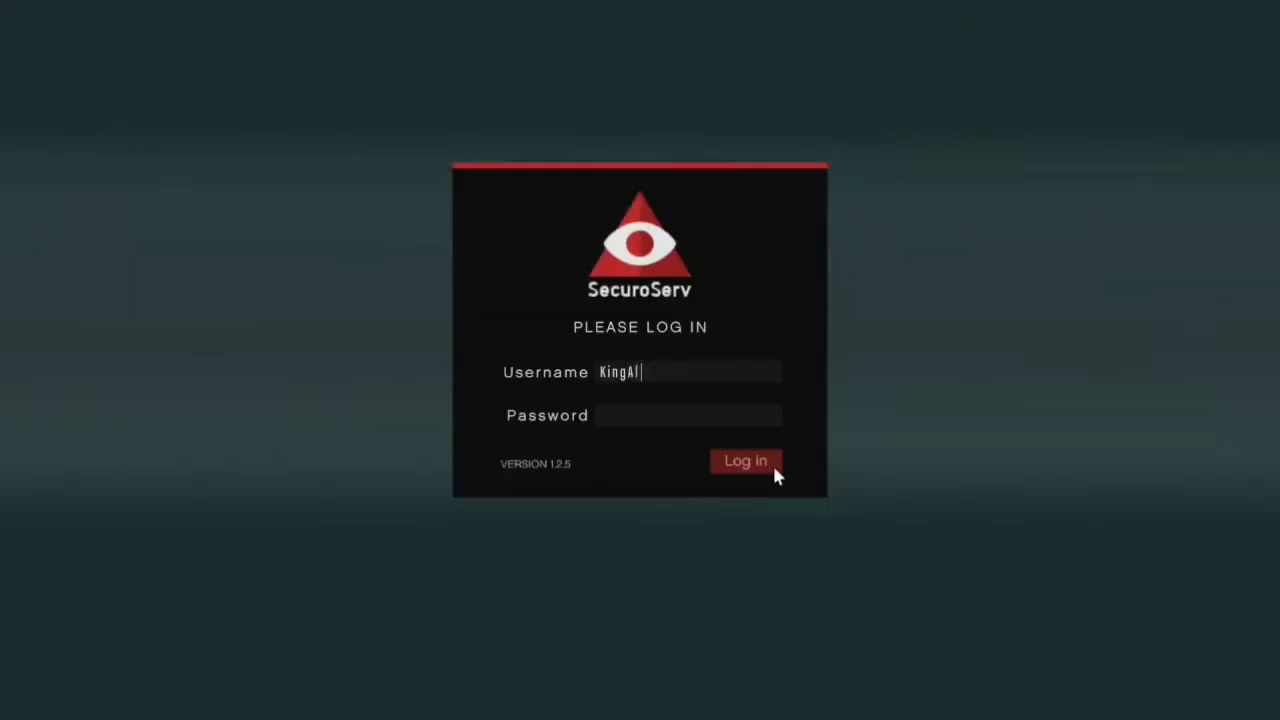 SecuroServ
PLEASE LOG IN
Username KingAl
Password
VERSION 1.2.5 Log in